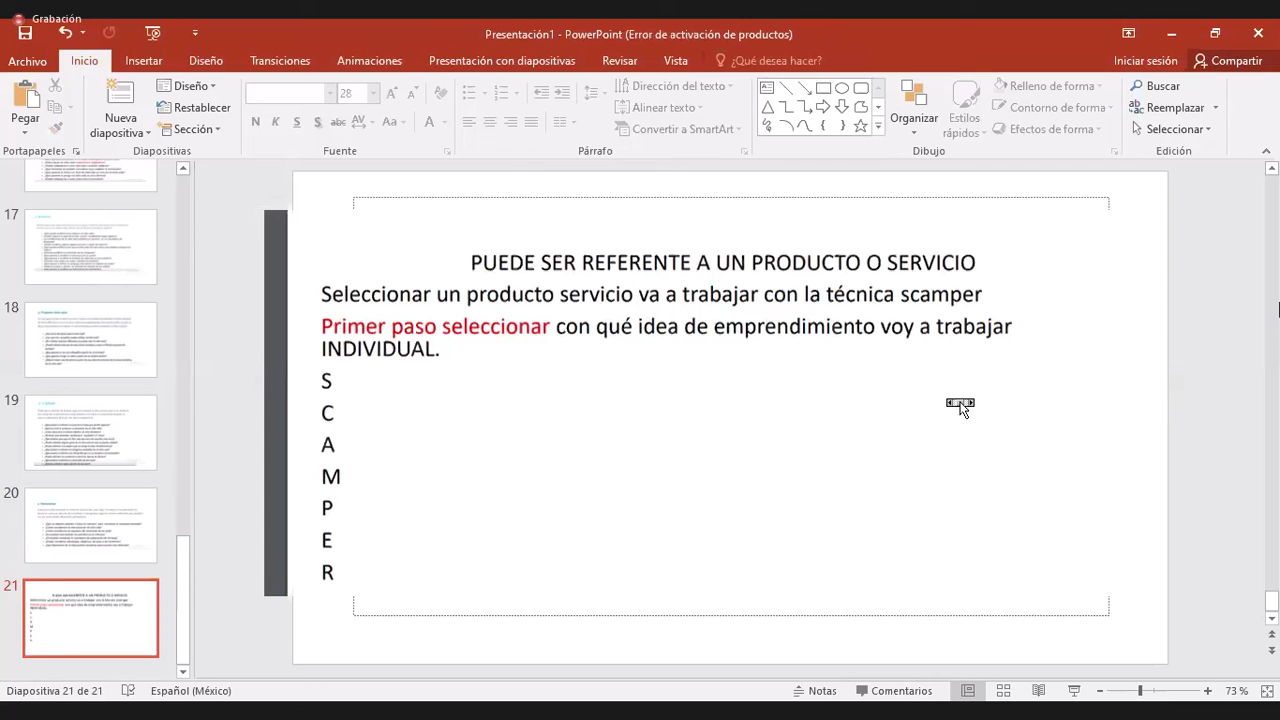 Grabación
Presentación1 - PowerPoint (Error de activación de productos)
Archivo Inicio Insertar Diseño Transiciones Animaciones Presentación con diapositivas Revisar Vista ¿Qué desea hacer? Iniciar sesión Compartir
Pegar
Nueva diapositiva
Diseño
Restablecer
Sección
28
N K S abc AV Aa A
Dirección del texto
Alinear texto
Convertir a SmartArt
Organizar
Estilos rápidos
Relleno de forma
Contorno de forma
Efectos de forma
Buscar
Reemplazar
Seleccionar
Portapapeles Diapositivas Fuente Párrafo Dibujo Edición
17
18
19
20
21
PUEDE SER REFERENTE A UN PRODUCTO O SERVICIO
Seleccionar un producto servicio va a trabajar con la técnica scamper
Primer paso seleccionar con qué idea de emprendimiento voy a trabajar
INDIVIDUAL.
S
C
A
M
P
E
R
Diapositiva 21 de 21 Español (México) Notas Comentarios 73 %